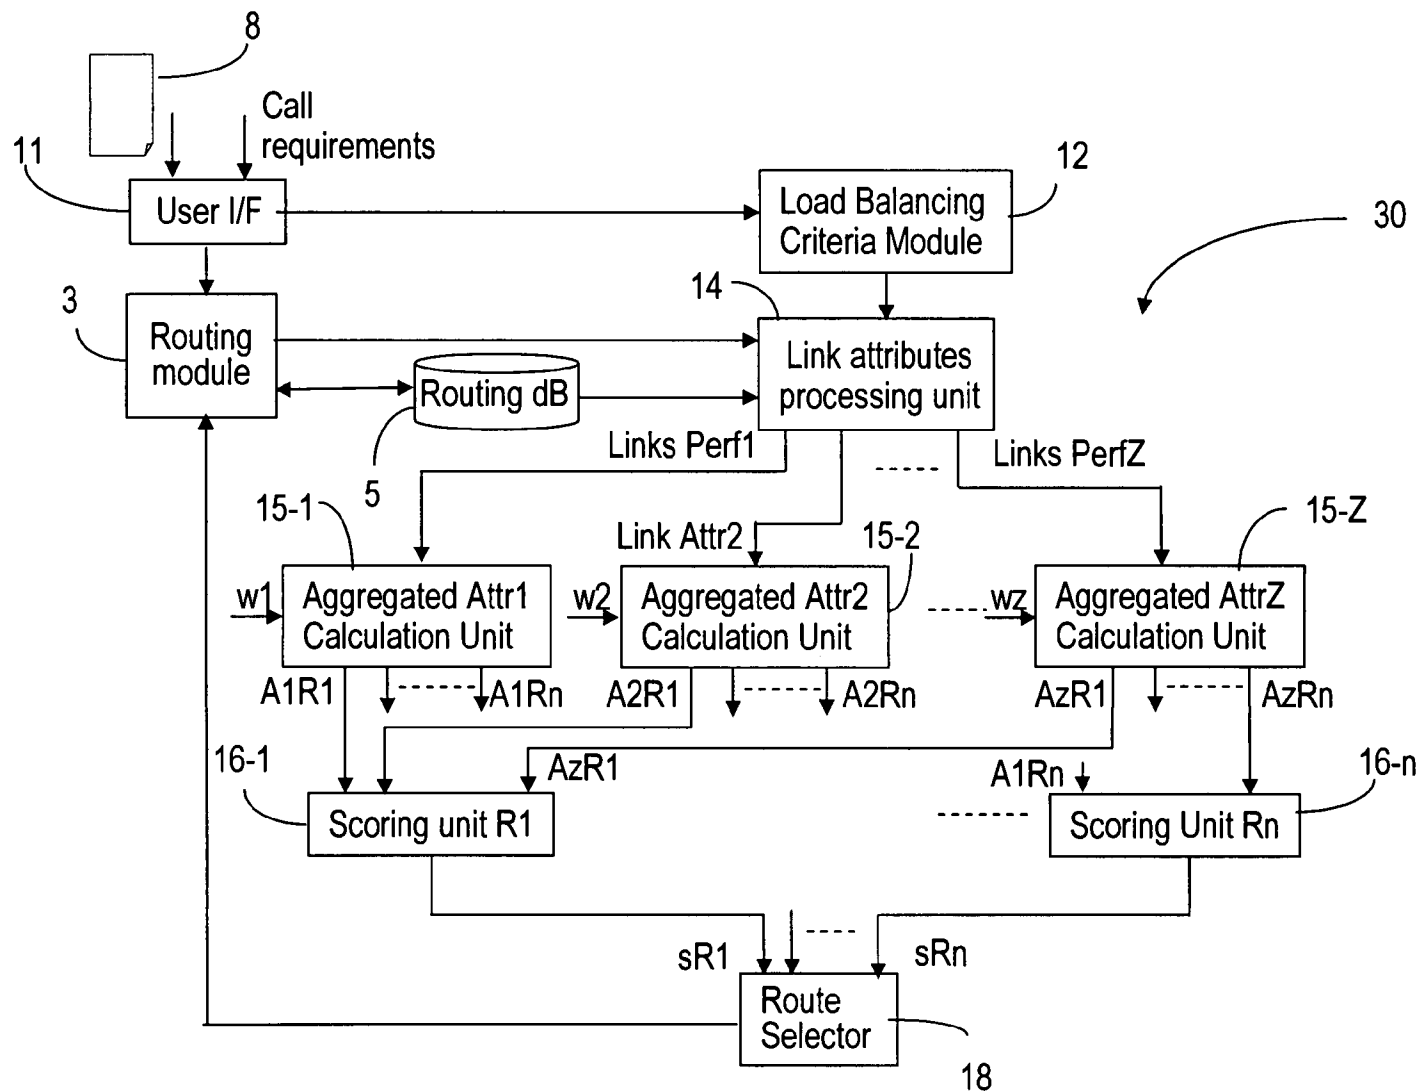 8
Call
requirements
11
User I/F
12
Load Balancing
Criteria Module
30
3
Routing
module
14
Link attributes
processing unit
Routing dB
5
Links Perf1
Links PerfZ
15-1
Link Attr2
15-2
15-Z
w1
Aggregated Attr1
Calculation Unit
w2
Aggregated Attr2
Calculation Unit
wz
Aggregated AttrZ
Calculation Unit
A1R1
A1Rn
A2R1
A2Rn
AzR1
AzRn
16-1
AzR1
A1Rn
16-n
Scoring unit R1
Scoring Unit Rn
sR1
sRn
Route
Selector
18